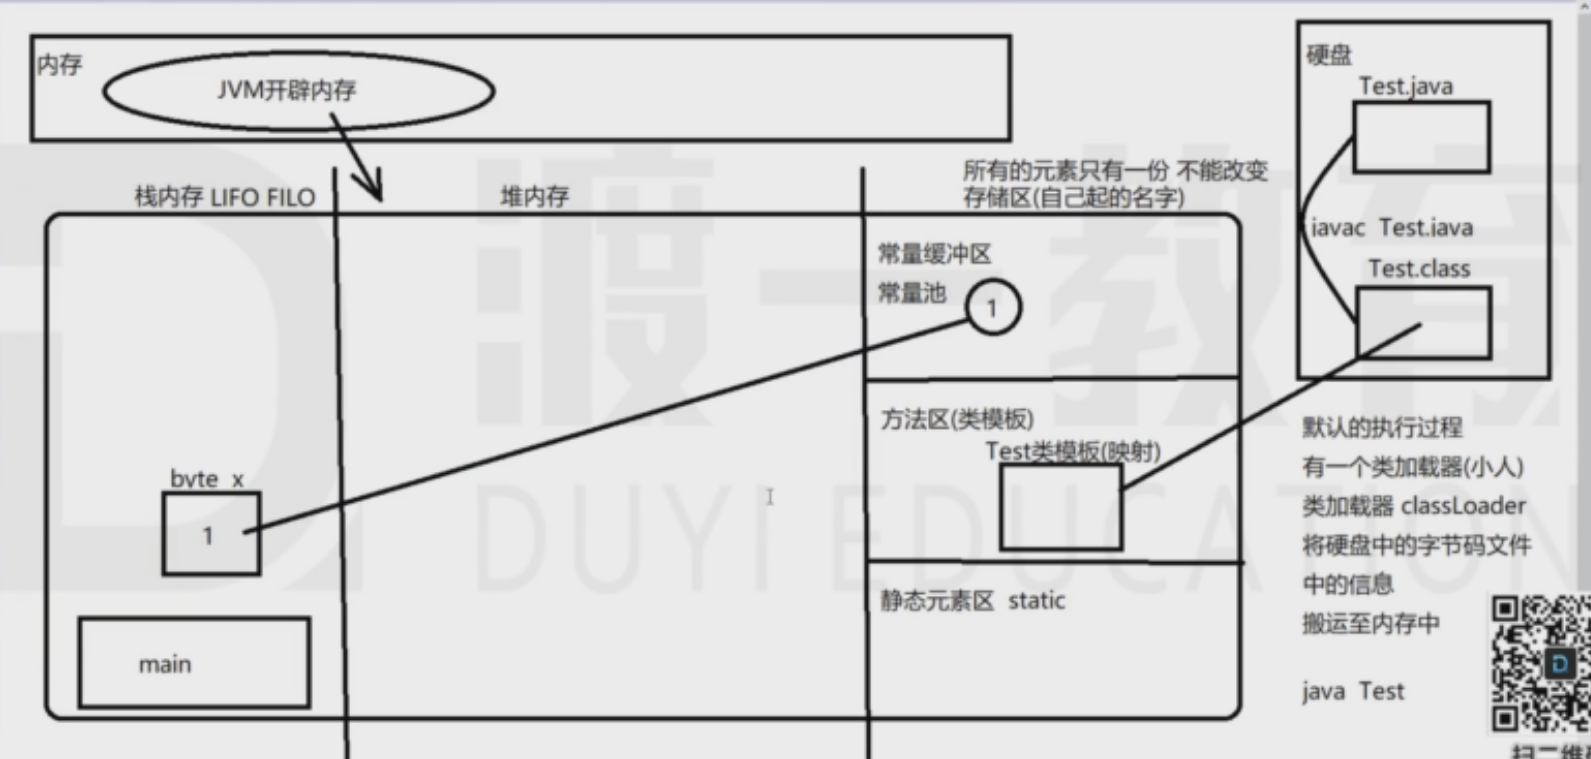 内存
JVM开辟内存
硬盘
Test.java
javac Test.java
Test.class
栈内存 LIFO FILO
堆内存
所有的元素只有一份 不能改变
存储区(自己起的名字)
常量缓冲区
常量池
1
方法区(类模板)
Test类模板(映射)
静态元素区 static
byte x
1
main
默认的执行过程
有一个类加载器(小人)
类加载器 classLoader
将硬盘中的字节码文件
中的信息
搬运至内存中
java Test
渡一教育
DUYI EDUCATION
扫二维码